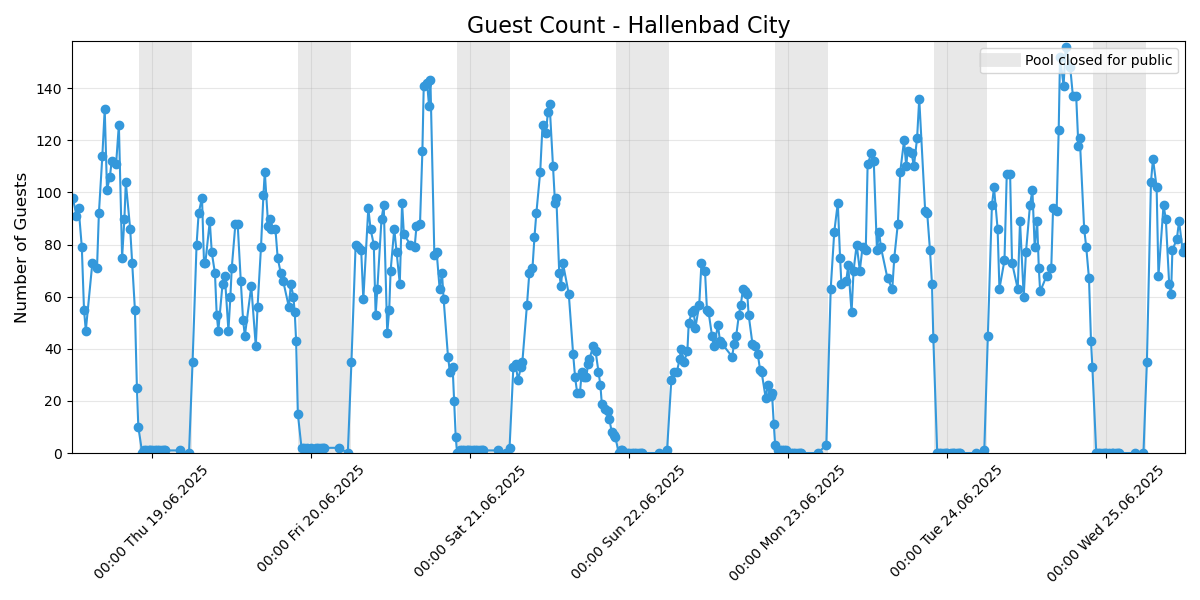 Guest Count - Hallenbad City
Pool closed for public
Number of Guests
140
120
100
80
60
40
20
0
00:00 Thu 19.06.2025
00:00 Fri 20.06.2025
00:00 Sat 21.06.2025
00:00 Sun 22.06.2025
00:00 Mon 23.06.2025
00:00 Tue 24.06.2025
00:00 Wed 25.06.2025